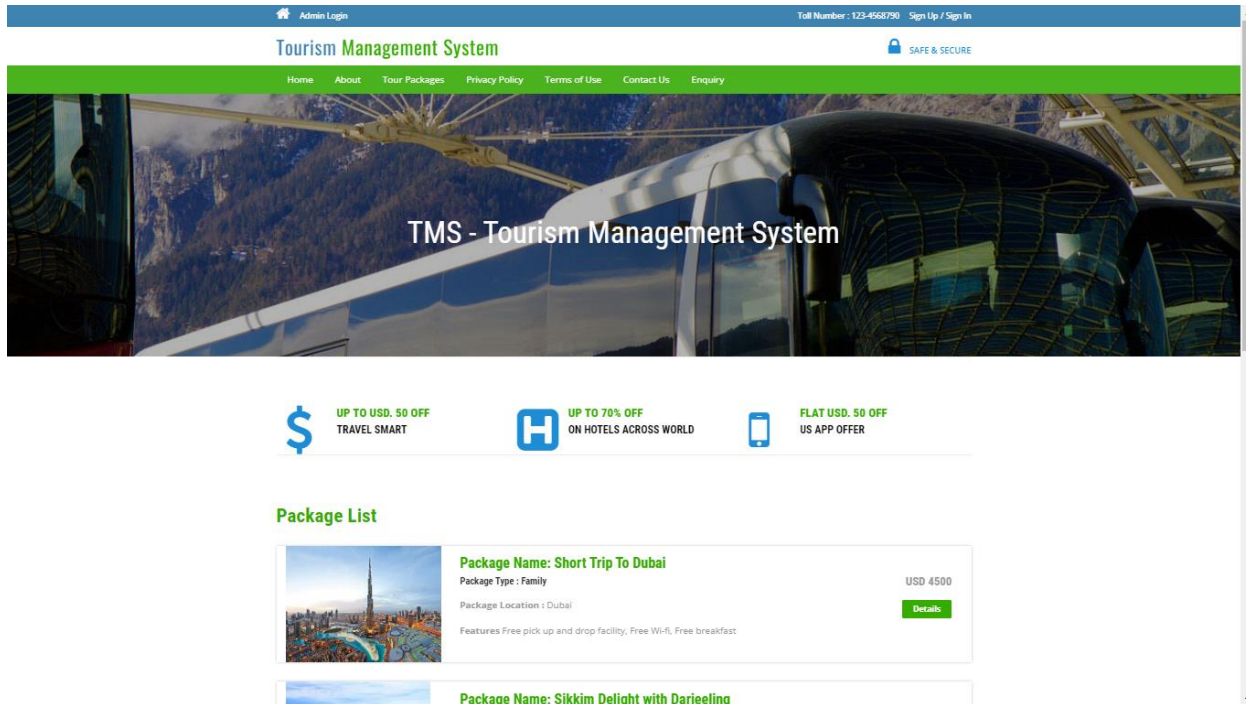 Admin Login
Toll Number : 123-4568790 Sign Up / Sign In
Tourism Management System
SAFE & SECURE
Home About Tour Packages Privacy Policy Terms of Use Contact Us Enquiry
TMS - Tourism Management System
UP TO USD. 50 OFF
TRAVEL SMART
H
UP TO 70% OFF
ON HOTELS ACROSS WORLD
FLAT USD. 50 OFF
US APP OFFER
Package List
Package Name: Short Trip To Dubai
Package Type : Family
USD 4500
Package Location : Dubai
Details
Features Free pick up and drop facility, Free Wi-fi, Free breakfast
Package Name: Sikkim Delight with Darjeeling